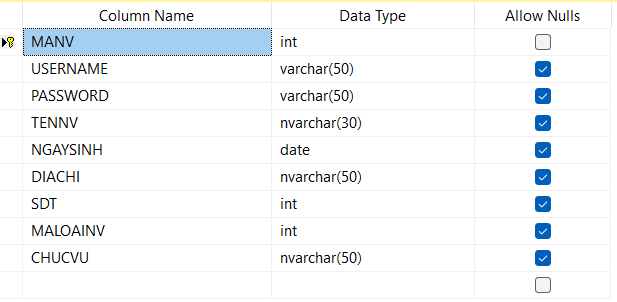 Column Name Data Type Allow Nulls
MANV int
USERNAME varchar(50)
PASSWORD varchar(50)
TENNV nvarchar(30)
NGAYSINH date
DIACHI nvarchar(50)
SDT int
MALOAINV int
CHUCVU nvarchar(50)